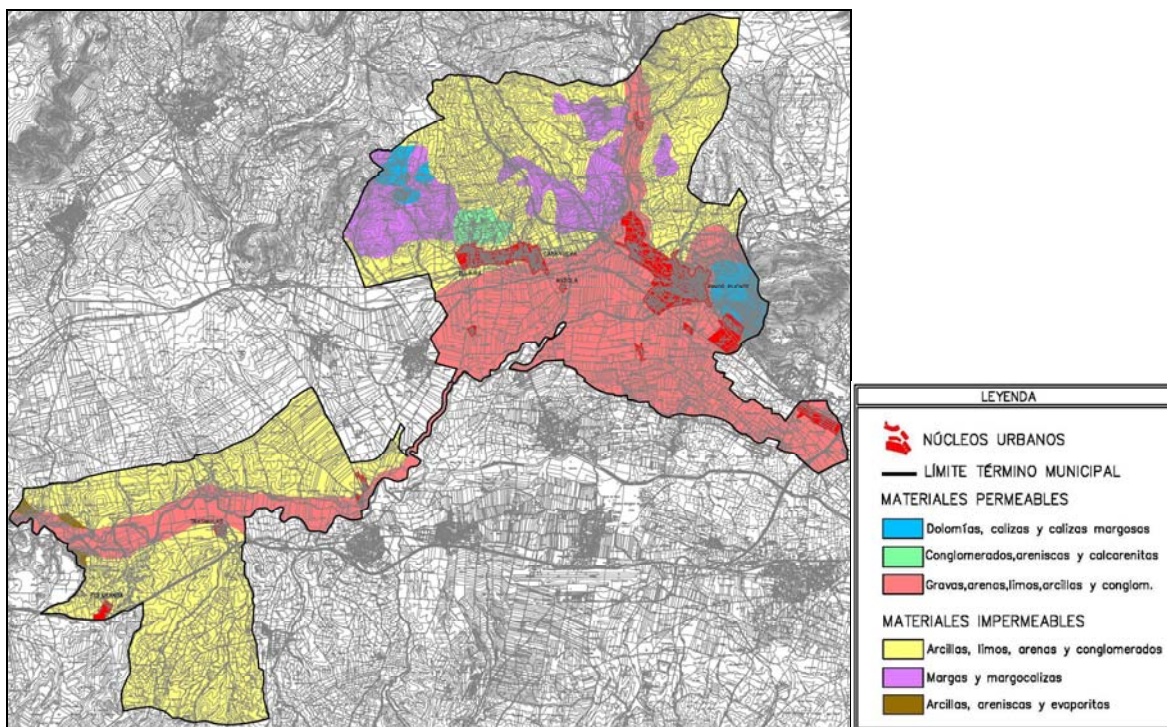 ANZOLA
LEYENDA
NÚCLEOS URBANOS
LÍMITE TÉRMINO MUNICIPAL
MATERIALES PERMEABLES
Dolomías, calizas y calizas margosas
Conglomerados,areniscas y calcarenitas
Gravas,arenas,limos,arcillas y conglom.
MATERIALES IMPERMEABLES
Arcillas, limos, arenas y conglomerados
Margas y margocalizas
Arcillas, areniscas y evaporitas